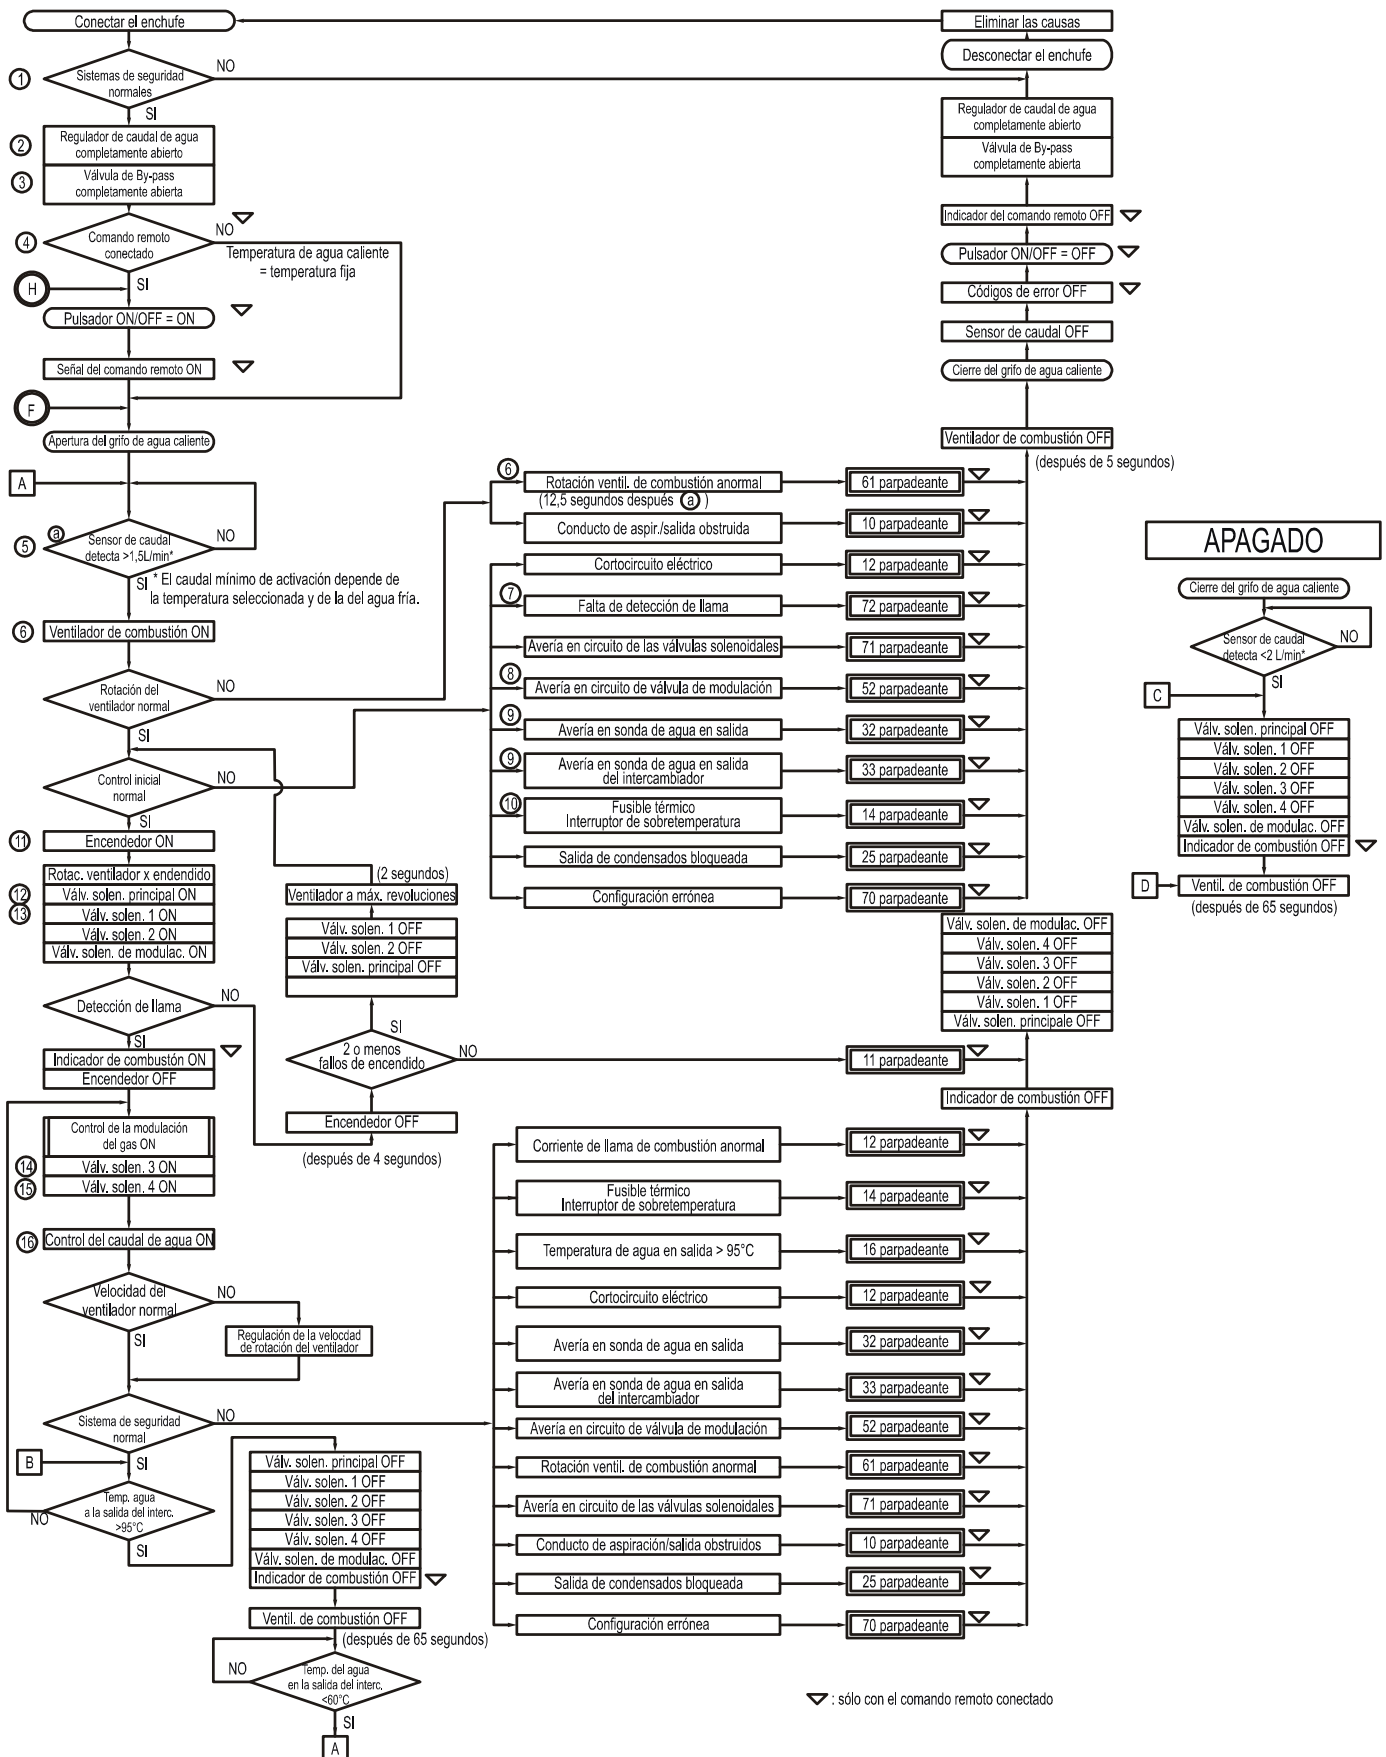 Conectar el enchufe
1
Sistemas de seguridad
normales
NO
SI
2
Regulador de caudal de agua
completamente abierto
3
Válvula de By-pass
completamente abierta
4
Comando remoto
conectado
NO
Temperatura de agua caliente
= temperatura fija
SI
H
Pulsador ON/OFF = ON
Señal del comando remoto ON
F
Apertura del grifo de agua caliente
A
a
5
Sensor de caudal
detecta >1,5L/min*
NO
SI
* El caudal mínimo de activación depende de
la temperatura seleccionada y de la del agua fría.
6
Ventilador de combustión ON
Rotación del
ventilador normal
NO
SI
Control inicial
normal
NO
SI
11
Encendedor ON
Rotac. ventilador x endendido
12
Válv. solen. principal ON
13
Válv. solen. 1 ON
Válv. solen. 2 ON
Válv. solen. de modulac. ON
Detección de llama
NO
SI
Indicador de combustón ON
Encendedor OFF
Control de la modulación
del gas ON
14
Válv. solen. 3 ON
15
Válv. solen. 4 ON
16
Control del caudal de agua ON
Velocidad del
ventilador normal
NO
SI
Regulación de la velocdad
de rotación del ventilador
Sistema de seguridad
normal
NO
B
SI
Temp. agua
a la salida del interc.
>95°C
NO
SI
(2 segundos)
Ventilador a máx. revoluciones
Válv. solen. 1 OFF
Válv. solen. 2 OFF
Válv. solen. principal OFF
SI
2 o menos
fallos de encendido
NO
Encendedor OFF
(después de 4 segundos)
Válv. solen. principal OFF
Válv. solen. 1 OFF
Válv. solen. 2 OFF
Válv. solen. 3 OFF
Válv. solen. 4 OFF
Válv. solen. de modulac. OFF
Indicador de combustión OFF
Ventil. de combustión OFF
(después de 65 segundos)
NO
Temp. del agua
en la salida del interc.
<60°C
SI
A
6
Rotación ventil. de combustión anormal
(12,5 segundos después a )
61 parpadeante
Conducto de aspir./salida obstruida
10 parpadeante
Cortocircuito eléctrico
12 parpadeante
7
Falta de detección de llama
72 parpadeante
Avería en circuito de las válvulas solenoidales
71 parpadeante
8
Avería en circuito de válvula de modulación
52 parpadeante
9
Avería en sonda de agua en salida
32 parpadeante
9
Avería en sonda de agua en salida
del intercambiador
33 parpadeante
10
Fusible térmico
Interruptor de sobretemperatura
14 parpadeante
Salida de condensados bloqueada
25 parpadeante
Configuración errónea
70 parpadeante
11 parpadeante
Corriente de llama de combustión anormal
12 parpadeante
Fusible térmico
Interruptor de sobretemperatura
14 parpadeante
Temperatura de agua en salida > 95°C
16 parpadeante
Cortocircuito eléctrico
12 parpadeante
Avería en sonda de agua en salida
32 parpadeante
Avería en sonda de agua en salida
del intercambiador
33 parpadeante
Avería en circuito de válvula de modulación
52 parpadeante
Rotación ventil. de combustión anormal
61 parpadeante
Avería en circuito de las válvulas solenoidales
71 parpadeante
Conducto de aspiración/salida obstruidos
10 parpadeante
Salida de condensados bloqueada
25 parpadeante
Configuración errónea
70 parpadeante
Eliminar las causas
Desconectar el enchufe
Regulador de caudal de agua
completamente abierto
Válvula de By-pass
completamente abierta
Indicador del comando remoto OFF
Pulsador ON/OFF = OFF
Códigos de error OFF
Sensor de caudal OFF
Cierre del grifo de agua caliente
Ventilador de combustión OFF
(después de 5 segundos)
Válv. solen. de modulac. OFF
Válv. solen. 4 OFF
Válv. solen. 3 OFF
Válv. solen. 2 OFF
Válv. solen. 1 OFF
Válv. solen. principale OFF
Indicador de combustión OFF
APAGADO
Cierre del grifo de agua caliente
Sensor de caudal
detecta <2 L/min*
NO
SI
C
Válv. solen. principal OFF
Válv. solen. 1 OFF
Válv. solen. 2 OFF
Válv. solen. 3 OFF
Válv. solen. 4 OFF
Válv. solen. de modulac. OFF
Indicador de combustión OFF
D
Ventil. de combustión OFF
(después de 65 segundos)
: sólo con el comando remoto conectado